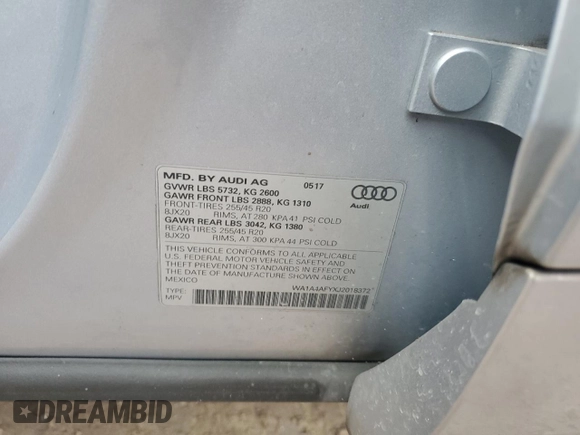 MFD. BY AUDI AG 0517
GVWR LBS 5732, KG 2600
GAWR FRONT LBS 2888, KG 1310
FRONT-TIRES 255/45 R20
8JX20 RIMS, AT 280 KPA 41 PSI COLD
GAWR REAR LBS 3042, KG 1380
REAR-TIRES 255/45 R20
8JX20 RIMS, AT 300 KPA 44 PSI COLD
Audi
THIS VEHICLE CONFORMS TO ALL APPLICABLE
U.S. FEDERAL MOTOR VEHICLE SAFETY AND
THEFT PREVENTION STANDARDS IN EFFECT ON
THE DATE OF MANUFACTURE SHOWN ABOVE.
MEXICO
WA1A4AFYXJ2018372
TYPE:
MPV
DREAMBID